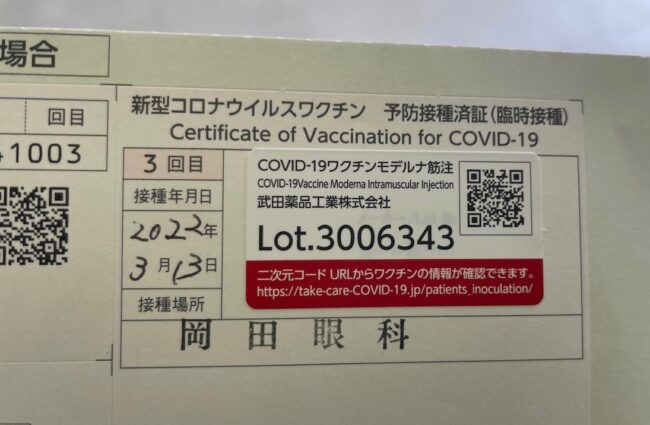 場合
回目
1003
新型コロナウイルスワクチン 予防接種済証(臨時接種)
Certificate of Vaccination for COVID-19
3回目
接種年月日
2022年
3月13日
接種場所
岡田眼科
COVID-19ワクチンモデルナ筋注
COVID-19Vaccine Moderna Intramuscular Injection
武田薬品工業株式会社
Lot.3006343
二次元コード URLからワクチンの情報が確認できます。
https://take-care-COVID-19.jp/patients_inoculation/